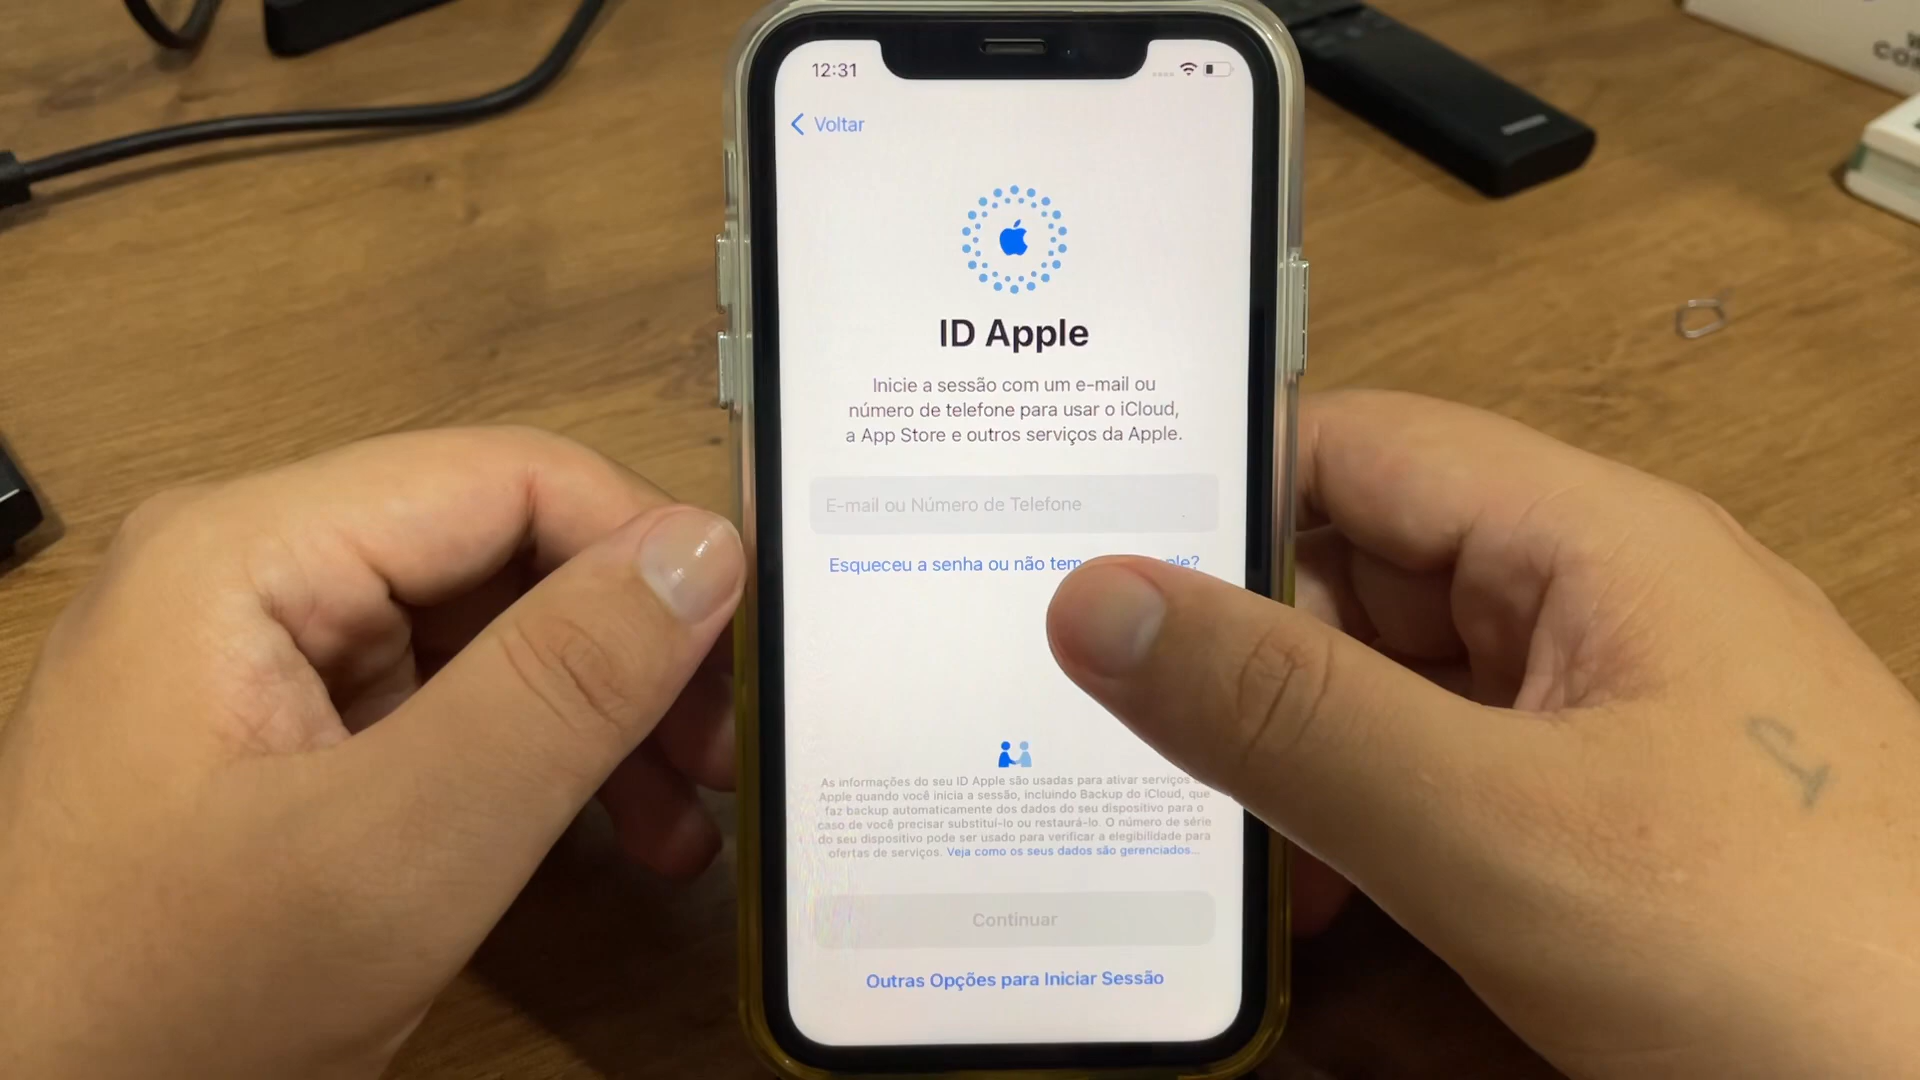 12:31
Voltar
ID Apple
Inicie a sessão com um e-mail ou
número de telefone para usar o iCloud,
a App Store e outros serviços da Apple.
E-mail ou Número de Telefone
Esqueceu a senha ou não tem
As informações do seu ID Apple são usadas para ativar serviços
Apple quando você inicia a sessão, incluindo Backup do iCloud, que
faz backup automaticamente dos dados do seu dispositivo para o
caso de você precisar substituí-lo ou restaurá-lo. O número de série
do seu dispositivo pode ser usado para verificar a elegibilidade para
ofertas de serviços. Veja como os seus dados são gerenciados...
Continuar
Outras Opções para Iniciar Sessão